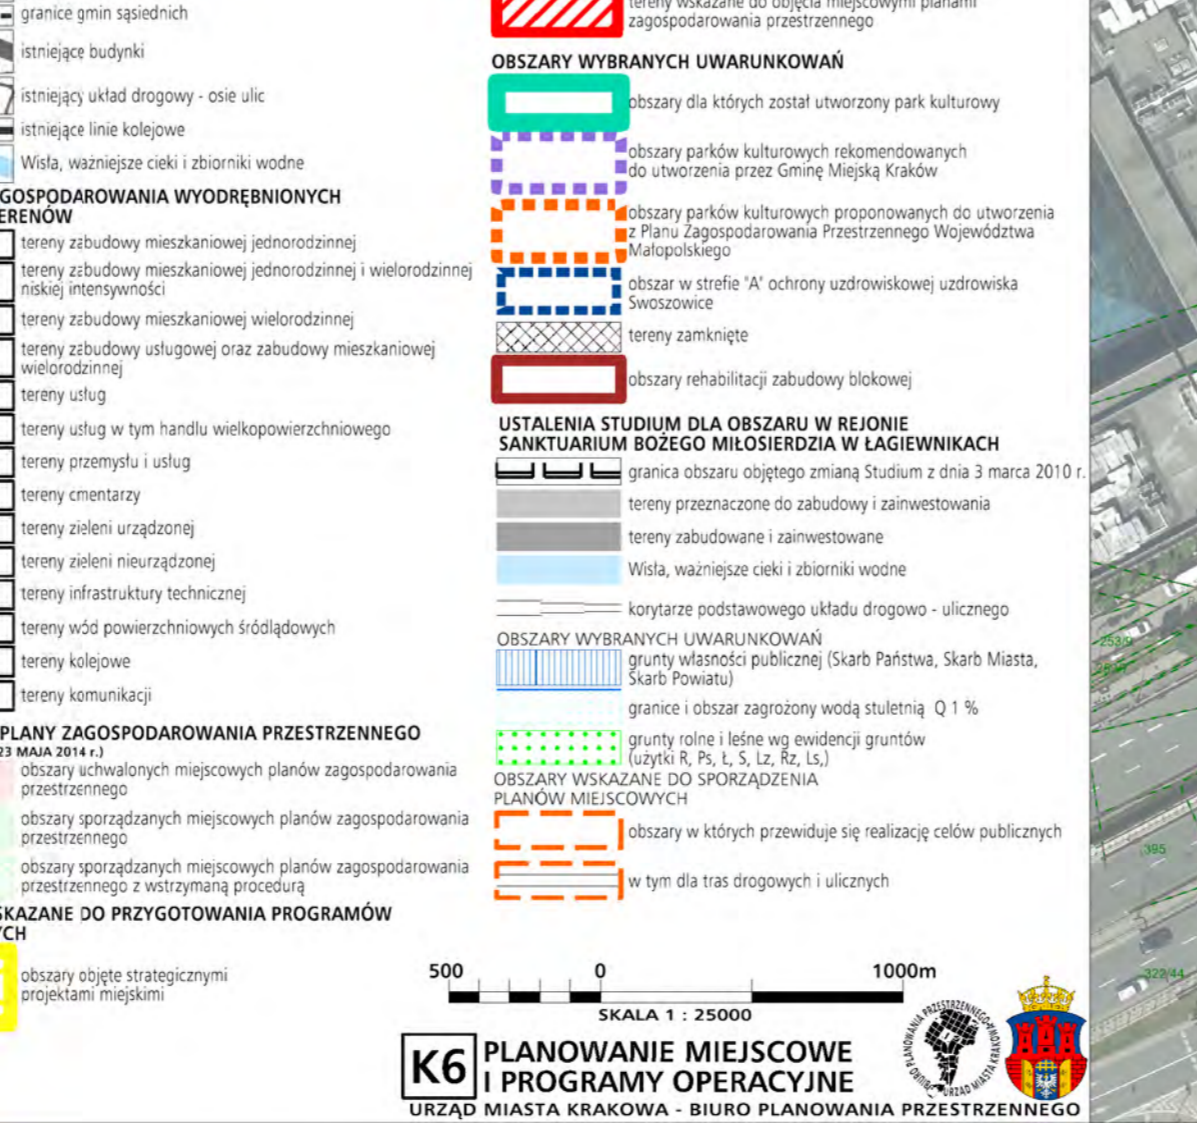 granice gmin sąsiednich
istniejące budynki
istniejący układ drogowy - osie ulic
istniejące linie kolejowe
Wisła, ważniejsze cieki i zbiorniki wodne
GOSPODAROWANIA WYODRĘBNIONYCH
ERENÓW
tereny zabudowy mieszkaniowej jednorodzinnej
tereny zabudowy mieszkaniowej jednorodzinnej i wielorodzinnej
niskiej intensywności
tereny zabudowy mieszkaniowej wielorodzinnej
tereny zabudowy usługowej oraz zabudowy mieszkaniowej
wielorodzinnej
tereny usług
tereny usług w tym handlu wielkopowierzchniowego
tereny przemysłu i usług
tereny cmentarzy
tereny zieleni urządzonej
tereny zieleni nieurządzonej
tereny infrastruktury technicznej
tereny wód powierzchniowych śródlądowych
tereny kolejowe
tereny komunikacji
PLANY ZAGOSPODAROWANIA PRZESTRZENNEGO
23 MAJA 2014 r.)
obszary uchwalonych miejscowych planów zagospodarowania
przestrzennego
obszary sporządzanych miejscowych planów zagospodarowania
przestrzennego
obszary sporządzanych miejscowych planów zagospodarowania
przestrzennego z wstrzymaną procedurą
SKAZANE DO PRZYGOTOWANIA PROGRAMÓW
YCH
obszary objęte strategicznymi
projektami miejskimi
tereny wskazane do objęcia miejscowymi planami
zagospodarowania przestrzennego
OBSZARY WYBRANYCH UWARUNKOWAŃ
obszary dla których został utworzony park kulturowy
obszary parków kulturowych rekomendowanych
do utworzenia przez Gminę Miejską Kraków
obszary parków kulturowych proponowanych do utworzenia
z Planu Zagospodarowania Przestrzennego Województwa
Małopolskiego
obszar w strefie "A" ochrony uzdrowiskowej uzdrowiska
Swoszowice
tereny zamknięte
obszary rehabilitacji zabudowy blokowej
USTALENIA STUDIUM DLA OBSZARU W REJONIE
SANKTUARIUM BOŻEGO MIŁOSIERDZIA W ŁAGIEWNIKACH
granica obszaru objętego zmianą Studium z dnia 3 marca 2010 r.
tereny przeznaczone do zabudowy i zainwestowania
tereny zabudowane i zainwestowane
Wisła, ważniejsze cieki i zbiorniki wodne
korytarze podstawowego układu drogowo - ulicznego
OBSZARY WYBRANYCH UWARUNKOWAŃ
grunty własności publicznej (Skarb Państwa, Skarb Miasta,
Skarb Powiatu)
granice i obszar zagrożony wodą stuletnią Q 1 %
grunty rolne i leśne wg ewidencji gruntów
(użytki R, Ps, Ł, S, Lz, Rz, Ls,)
OBSZARY WSKAZANE DO SPORZĄDZENIA
PLANÓW MIEJSCOWYCH
obszary w których przewiduje się realizację celów publicznych
w tym dla tras drogowych i ulicznych
500 0 1000m
SKALA 1 : 25000
K6 PLANOWANIE MIEJSCOWE
I PROGRAMY OPERACYJNE
BIURO PLANOWANIA PRZESTRZENNEGO
URZĄD MIASTA KRAKOWA
URZĄD MIASTA KRAKOWA - BIURO PLANOWANIA PRZESTRZENNEGO
253/9
395
322/44